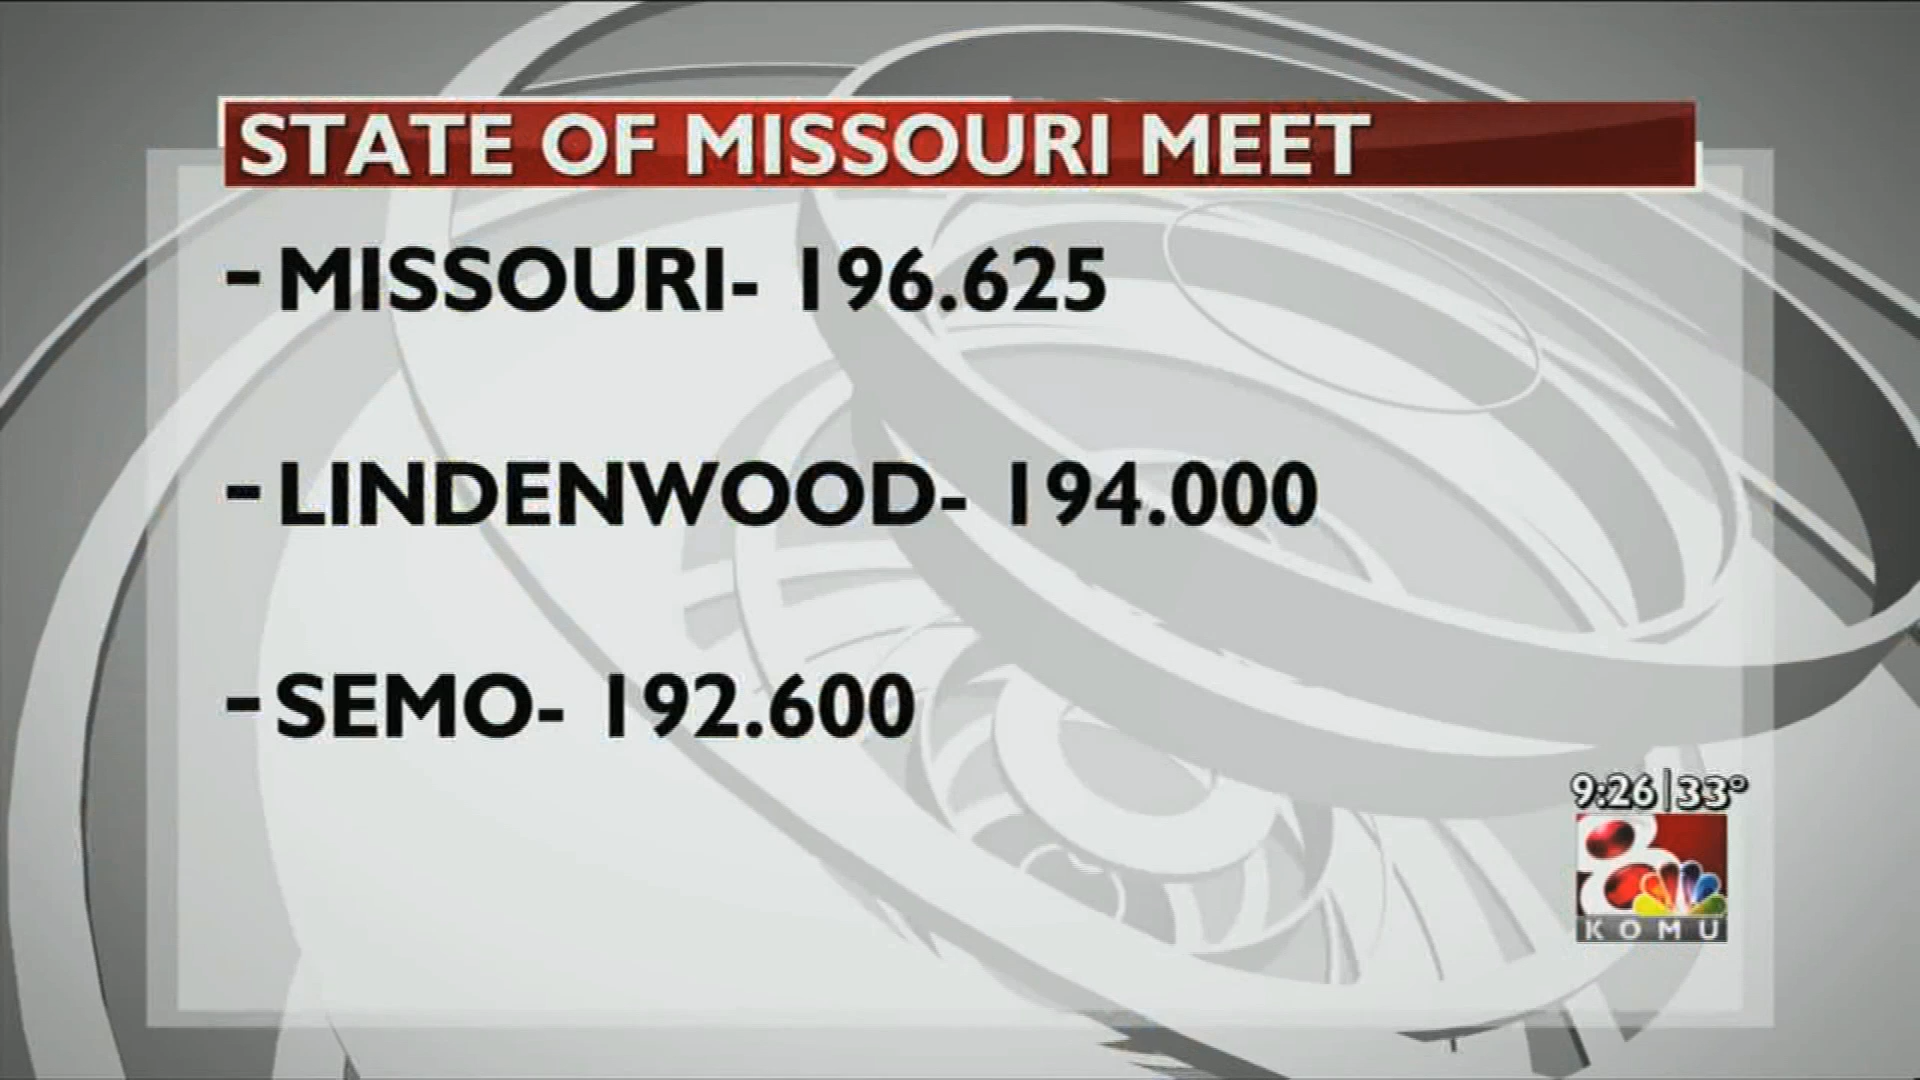 STATE OF MISSOURI MEET
- MISSOURI- 196.625
- LINDENWOOD- 194.000
- SEMO- 192.600
9:26|33°
8
KOMU